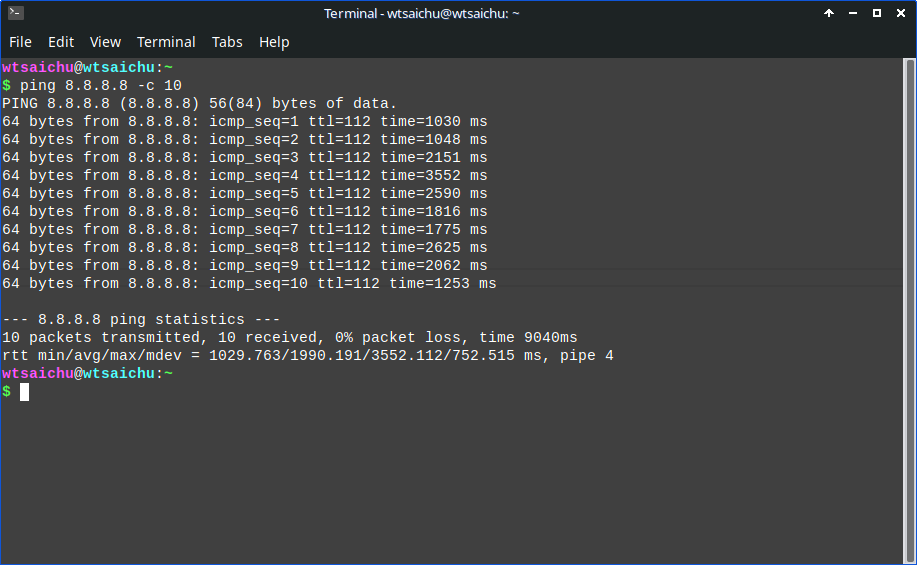 Terminal - wtsaichu@wtsaichu: ~
File Edit View Terminal Tabs Help
wtsaichu@wtsaichu:~
$ ping 8.8.8.8 -c 10
PING 8.8.8.8 (8.8.8.8) 56(84) bytes of data.
64 bytes from 8.8.8.8: icmp_seq=1 ttl=112 time=1030 ms
64 bytes from 8.8.8.8: icmp_seq=2 ttl=112 time=1048 ms
64 bytes from 8.8.8.8: icmp_seq=3 ttl=112 time=2151 ms
64 bytes from 8.8.8.8: icmp_seq=4 ttl=112 time=3552 ms
64 bytes from 8.8.8.8: icmp_seq=5 ttl=112 time=2590 ms
64 bytes from 8.8.8.8: icmp_seq=6 ttl=112 time=1816 ms
64 bytes from 8.8.8.8: icmp_seq=7 ttl=112 time=1775 ms
64 bytes from 8.8.8.8: icmp_seq=8 ttl=112 time=2625 ms
64 bytes from 8.8.8.8: icmp_seq=9 ttl=112 time=2062 ms
64 bytes from 8.8.8.8: icmp_seq=10 ttl=112 time=1253 ms
--- 8.8.8.8 ping statistics ---
10 packets transmitted, 10 received, 0% packet loss, time 9040ms
rtt min/avg/max/mdev = 1029.763/1990.191/3552.112/752.515 ms, pipe 4
wtsaichu@wtsaichu:~
$